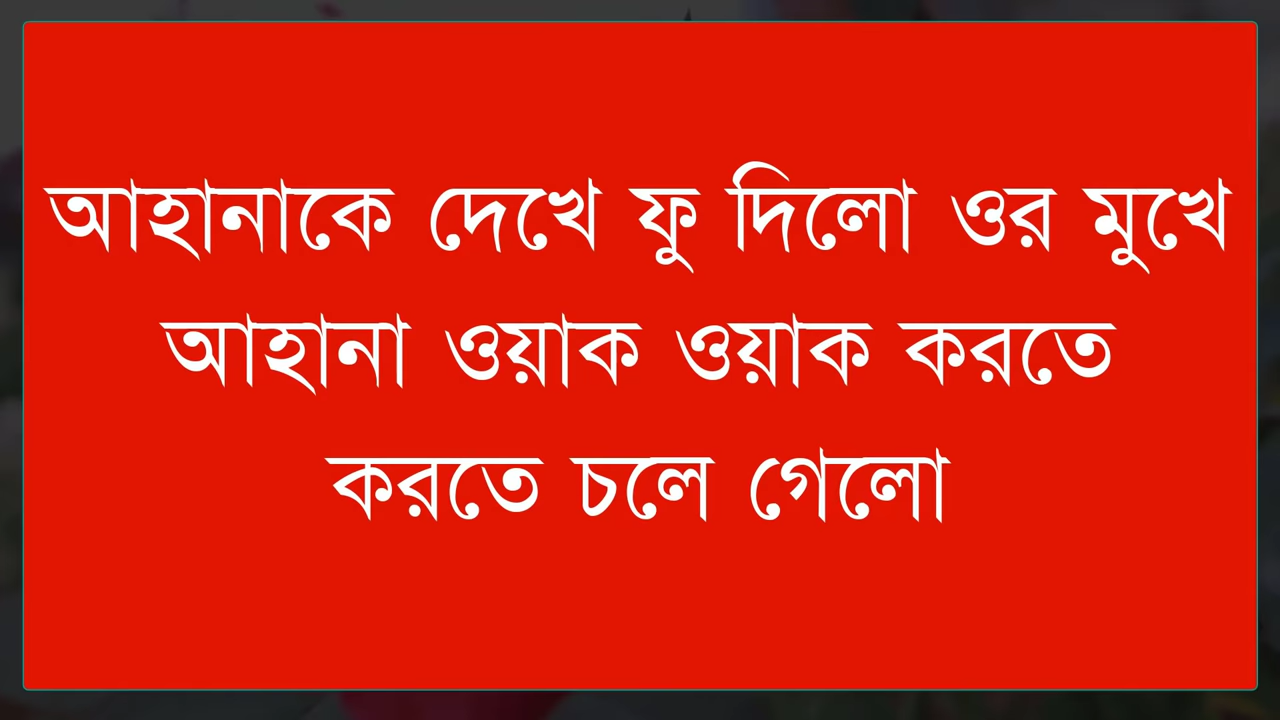 আহানাকে দেখে ফু দিলো ওর মুখে
আহানা ওয়াক ওয়াক করতে
করতে চলে গেলো